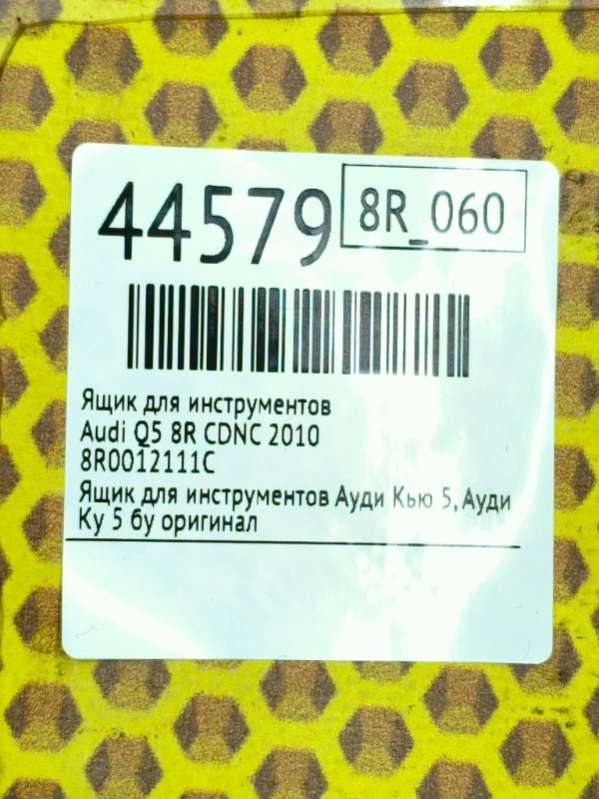 44579 8R_060
Ящик для инструментов
Audi Q5 8R CDNC 2010
8R0012111C
Ящик для инструментов Ауди Кью 5, Ауди
Ку 5 бу оригинал